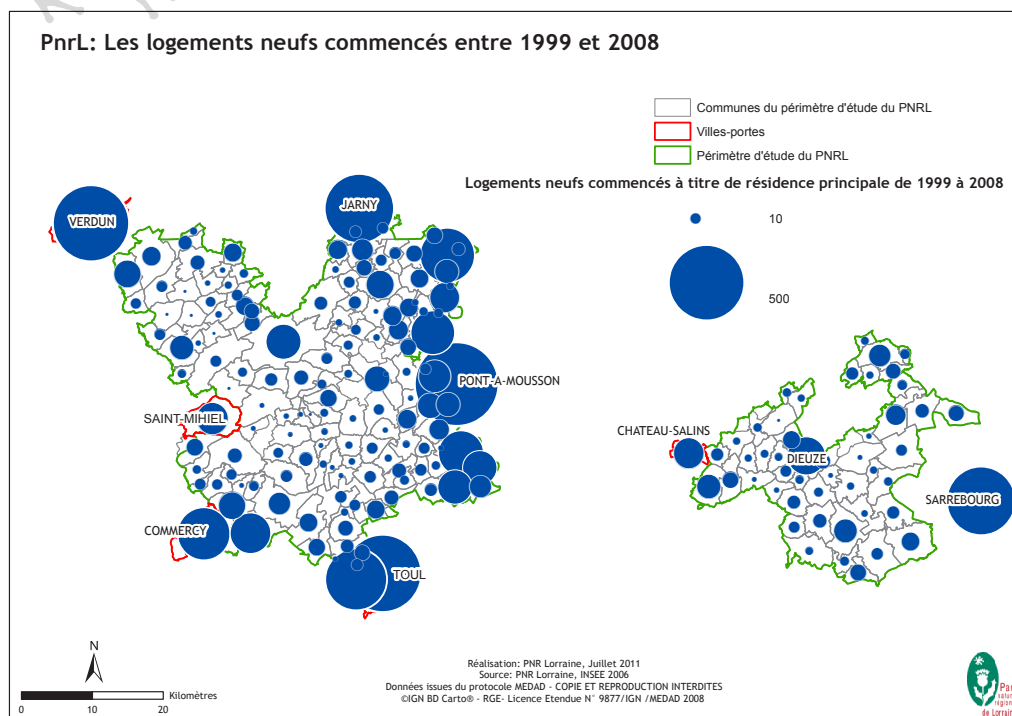 PnrL: Les logements neufs commencés entre 1999 et 2008
Communes du périmètre d'étude du PNRL
Villes-portes
Périmètre d'étude du PNRL
Logements neufs commencés à titre de résidence principale de 1999 à 2008
10
500
VERDUN
JARNY
PONT-A-MOUSSON
SAINT-MIHIEL
COMMERCY
TOUL
CHATEAU-SALINS
DIEUZE
SARREBOURG
N
Kilomètres
0 10 20
Réalisation: PNR Lorraine, Juillet 2011
Source: PNR Lorraine, INSEE 2006
Données issues du protocole MEDAD - COPIE ET REPRODUCTION INTERDITES
©IGN BD Carto® - RGE- Licence Etendue N° 9877/IGN /MEDAD 2008
de Lorrain